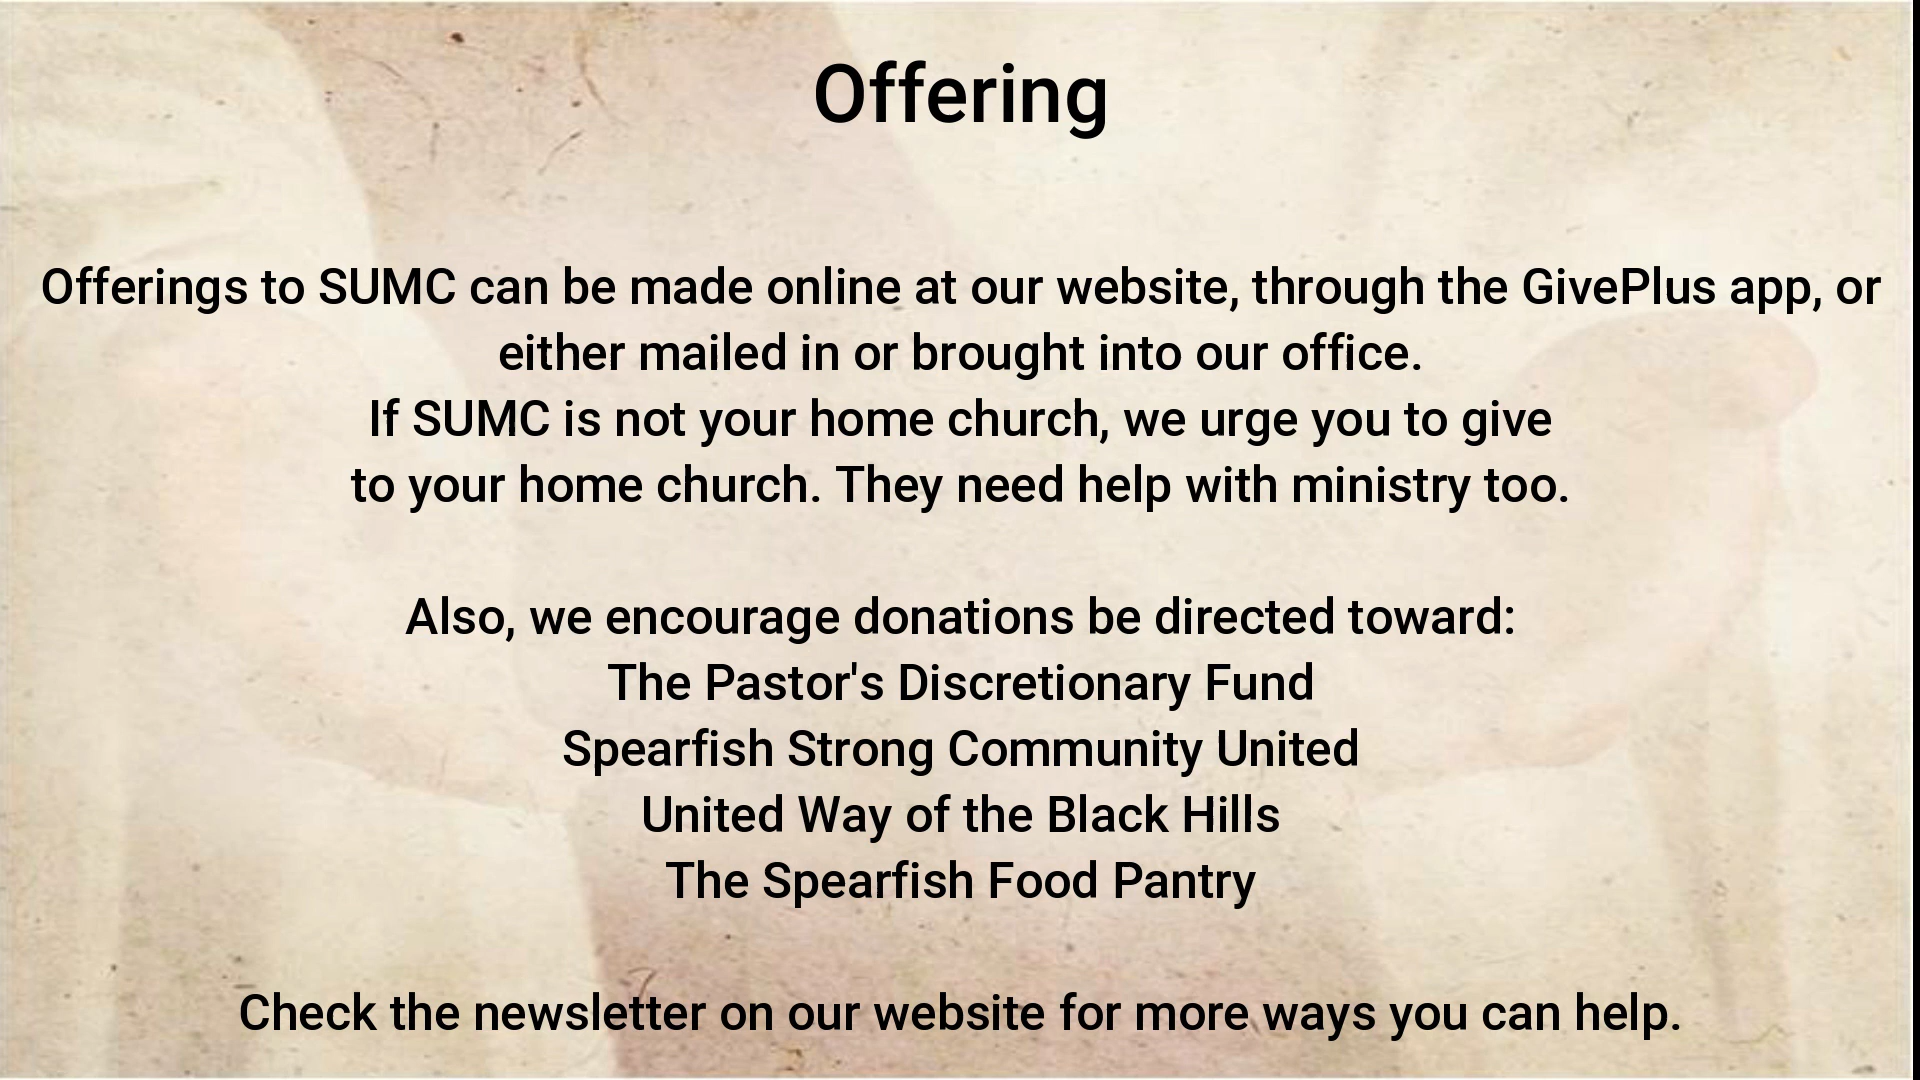 Offering
Offerings to SUMC can be made online at our website, through the GivePlus app, or
either mailed in or brought into our office.
If SUMC is not your home church, we urge you to give
to your home church. They need help with ministry too.
Also, we encourage donations be directed toward:
The Pastor's Discretionary Fund
Spearfish Strong Community United
United Way of the Black Hills
The Spearfish Food Pantry
Check the newsletter on our website for more ways you can help.